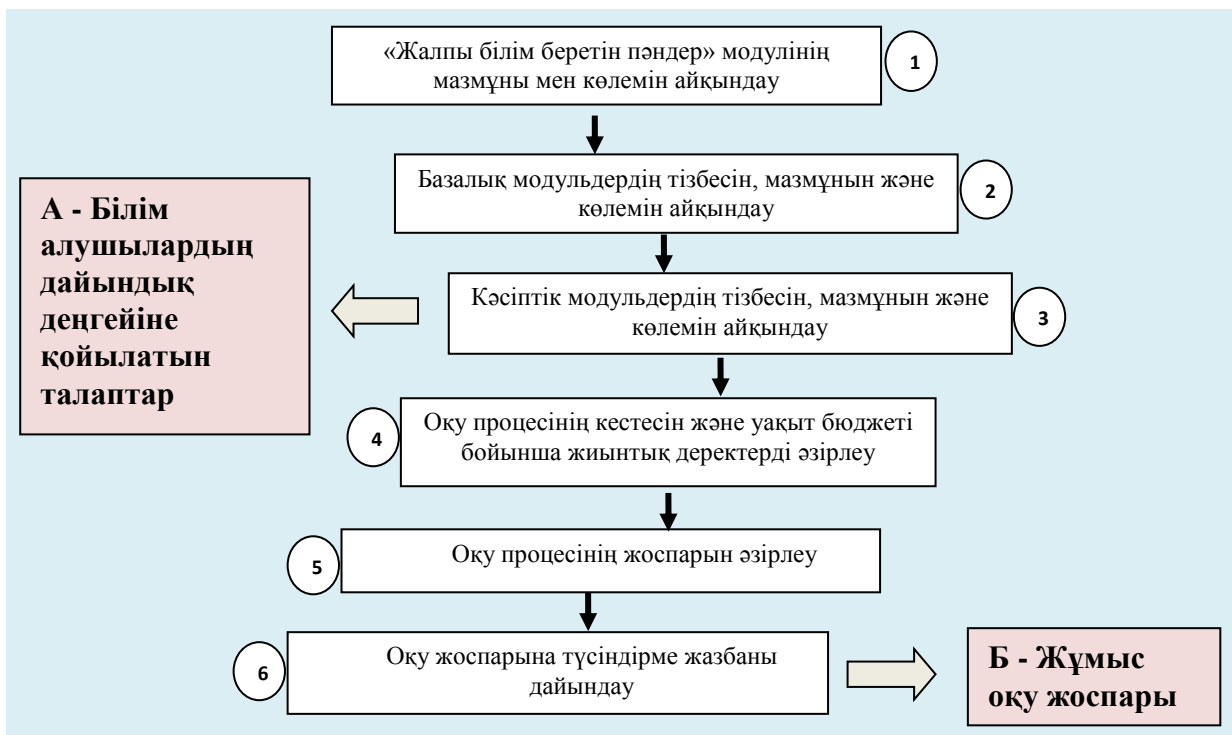 «Жалпы білім беретін пәндер» модулінің
мазмұны мен көлемін айқындау
1
Базалық модульдердің тізбесін, мазмұнын және
көлемін айқындау
2
А - Білім
алушылардың
дайындық
деңгейіне
қойылатын
талаптар
Кәсіптік модульдердің тізбесін, мазмұнын және
көлемін айқындау
3
4
Оқу процесінің кестесін және уақыт бюджеті
бойынша жиынтық деректерді әзірлеу
5
Оқу процесінің жоспарын әзірлеу
6
Оқу жоспарына түсіндірме жазбаны
дайындау
Б - Жұмыс
оқу жоспары